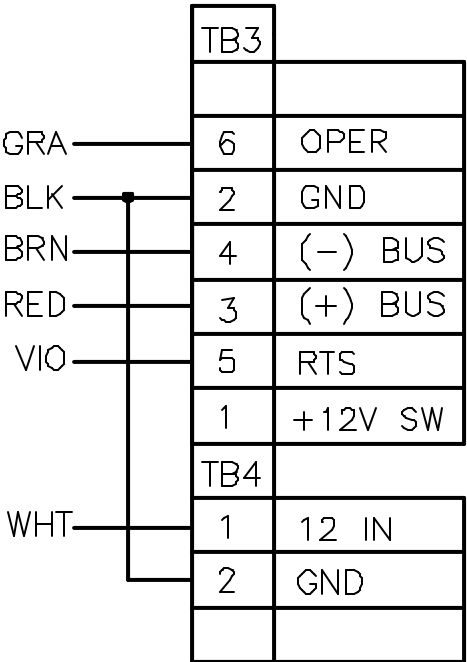 TB3
GRA 6 OPER
BLK 2 GND
BRN 4 (-) BUS
RED 3 (+) BUS
VIO 5 RTS
1 +12V SW
TB4
WHT 1 12 IN
2 GND